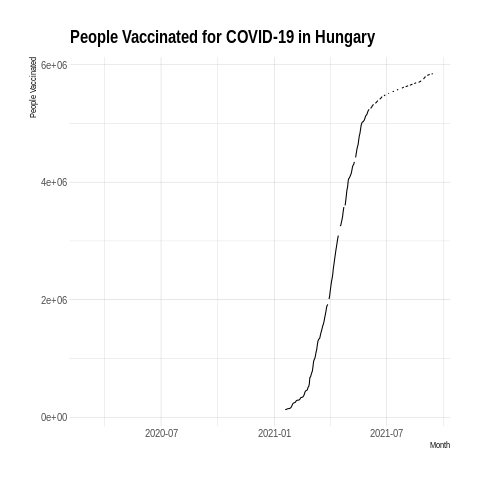 People Vaccinated for COVID-19 in Hungary
People Vaccinated
6e+06
4e+06
2e+06
0e+00
2020-07
2021-01
2021-07
Month